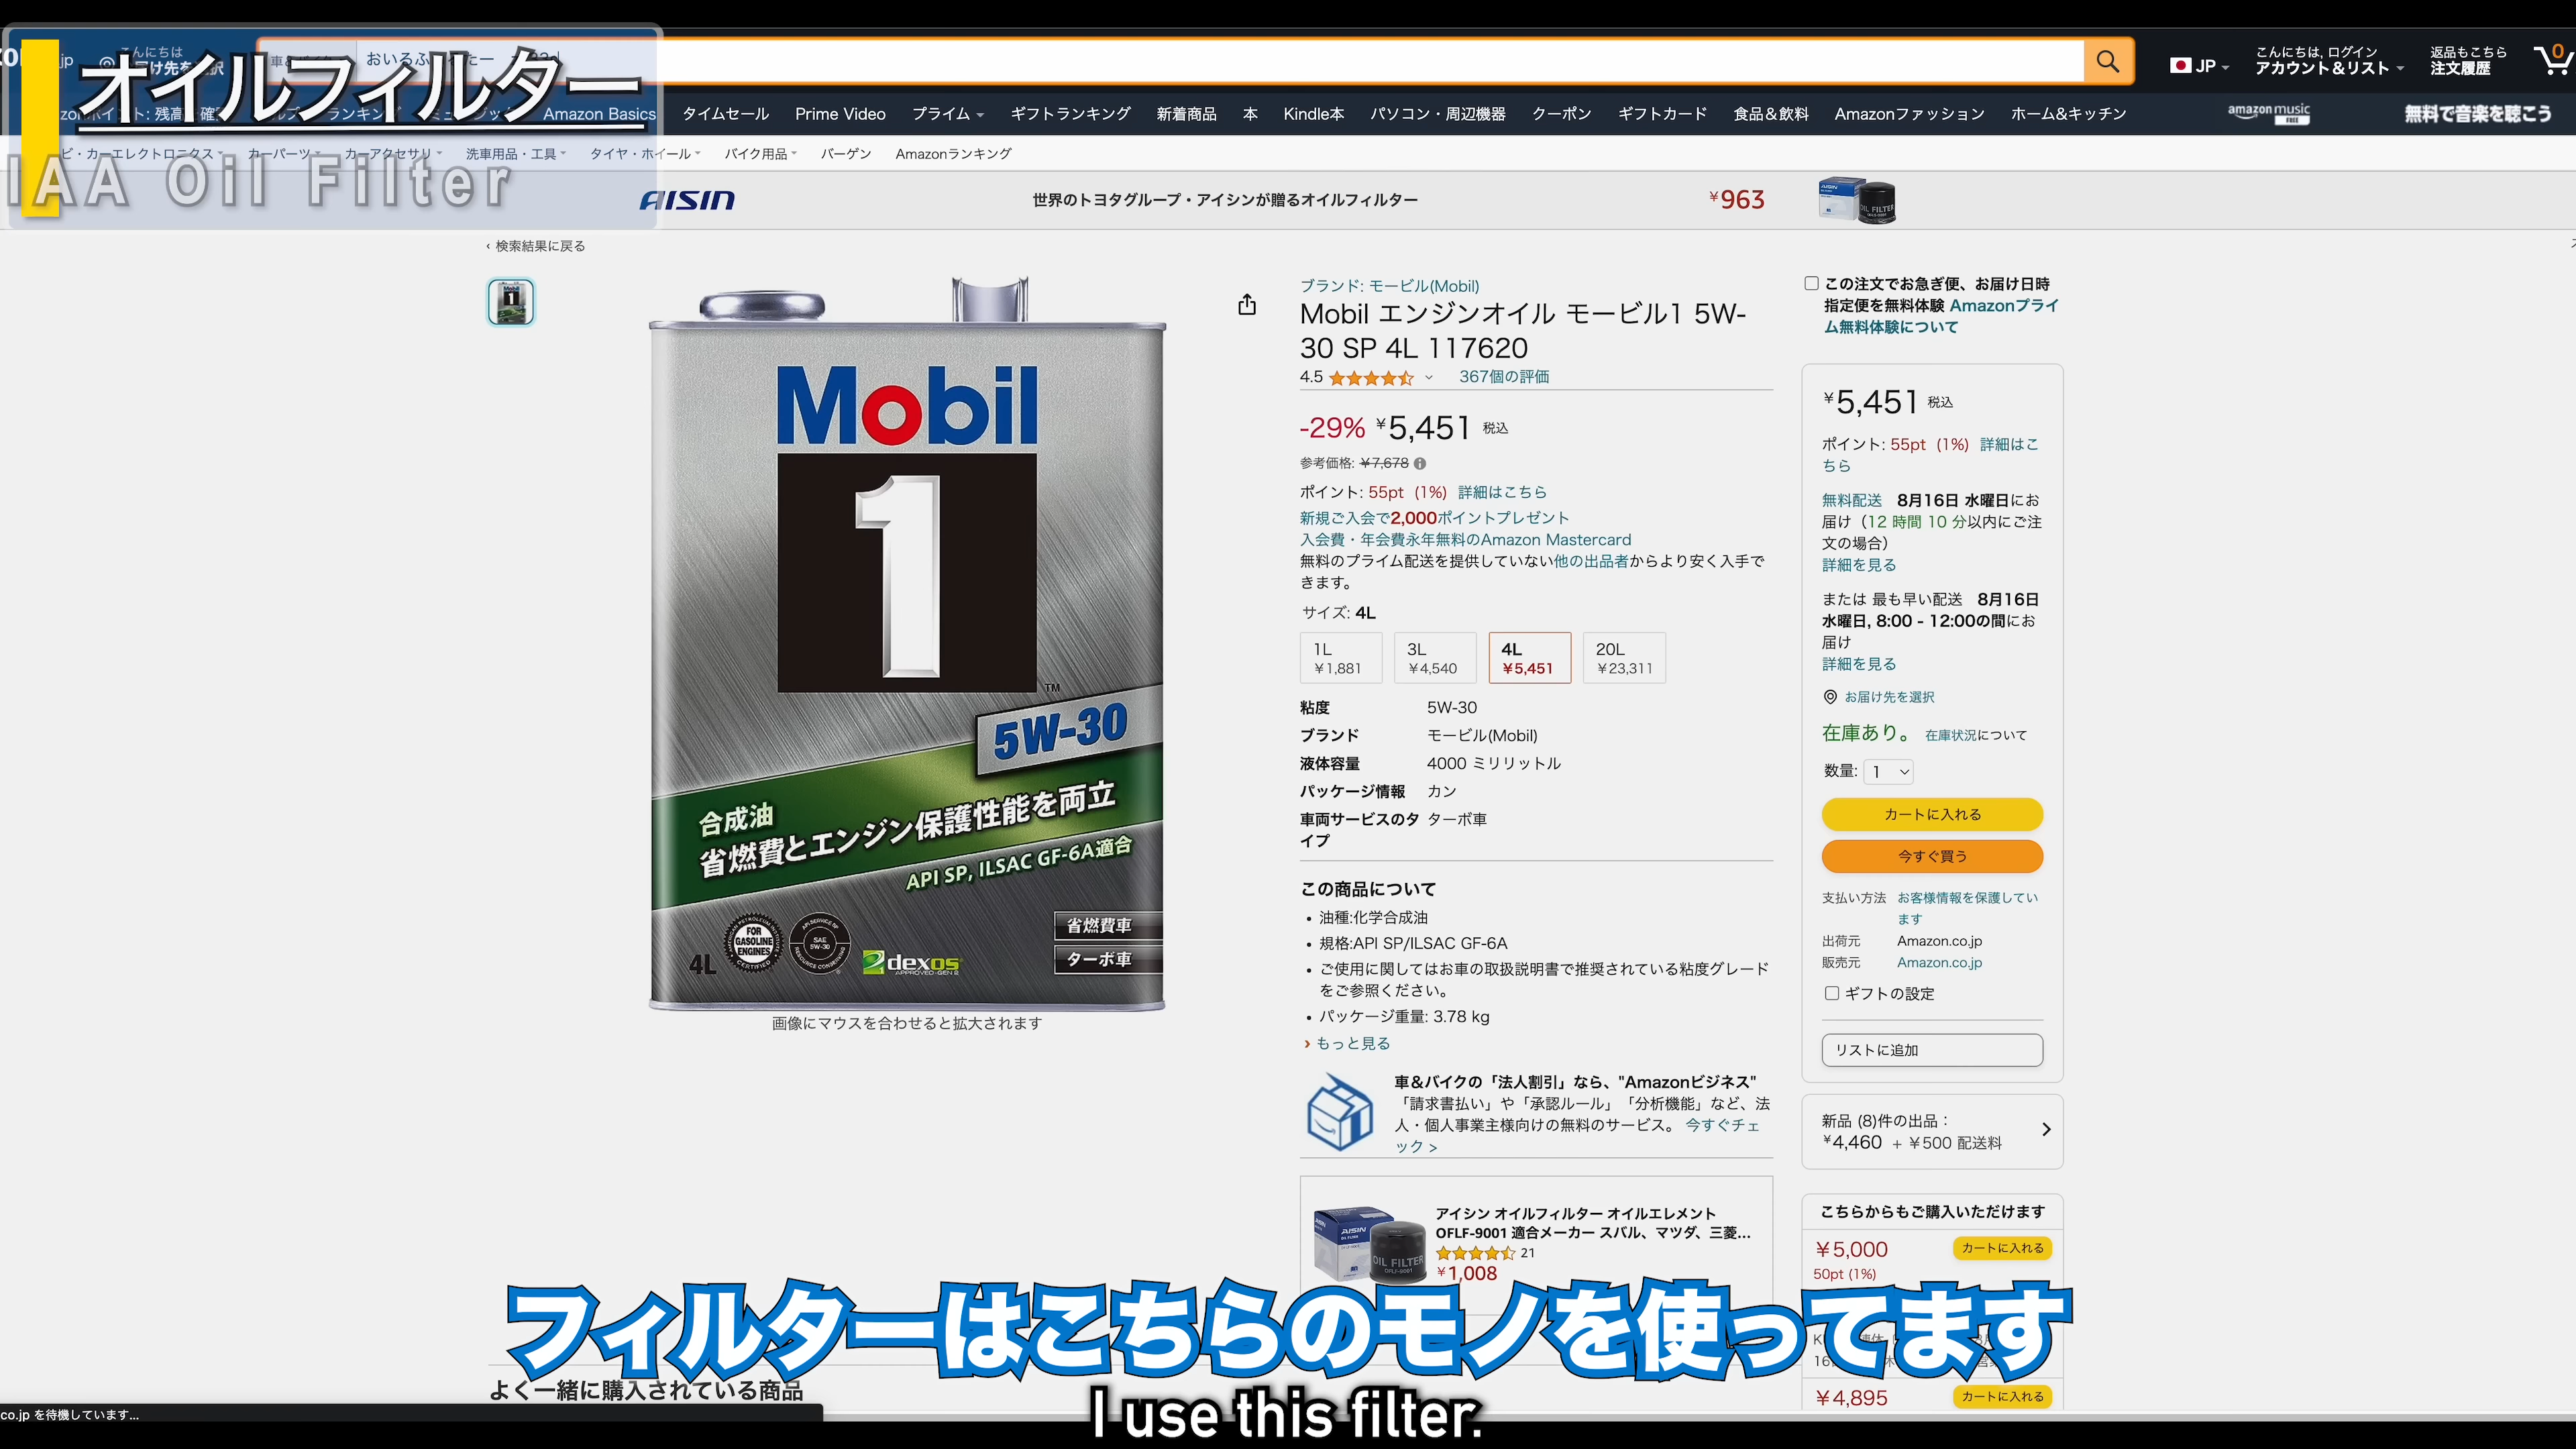 オイルフィルター
AA Oil Filter
おいるふ
JP
こんにちは, ログイン
アカウント＆リスト
返品もこちら
注文履歴
0
Amazon Basics タイムセール Prime Video プライム ギフトランキング 新着商品 本 Kindle本 パソコン・周辺機器 クーポン ギフトカード 食品＆飲料 Amazonファッション ホーム＆キッチン
amazon music FREE 無料で音楽を聴こう
ビ・カーエレクトロニクス カーパーツ カーアクセサリ 洗車用品・工具 タイヤ・ホイール バイク用品 バーゲン Amazonランキング
AISIN 世界のトヨタグループ・アイシンが贈るオイルフィルター ¥963
‹ 検索結果に戻る
Mobil
1
TM
5W-30
合成油
省燃費とエンジン保護性能を両立
API SP, ILSAC GF-6A適合
4L
FOR GASOLINE ENGINES
CERTIFIED
SAE 5W-30
dexos
APPROVED-GEN 2
省燃費車
ターボ車
画像にマウスを合わせると拡大されます
ブランド: モービル(Mobil)
Mobil エンジンオイル モービル1 5W-
30 SP 4L 117620
4.5 367個の評価
-29% ¥5,451 税込
参考価格: ¥7,678
ポイント: 55pt (1%) 詳細はこちら
新規ご入会で2,000ポイントプレゼント
入会費・年会費永年無料のAmazon Mastercard
無料のプライム配送を提供していない他の出品者からより安く入手で
きます。
サイズ: 4L
1L 3L 4L 20L
¥1,881 ¥4,540 ¥5,451 ¥23,311
粘度 5W-30
ブランド モービル(Mobil)
液体容量 4000 ミリリットル
パッケージ情報 カン
車両サービスのタ ターボ車
イプ
この商品について
• 油種:化学合成油
• 規格:API SP/ILSAC GF-6A
• ご使用に関してはお車の取扱説明書で推奨されている粘度グレード
をご参照ください。
• パッケージ重量: 3.78 kg
› もっと見る
車＆バイクの「法人割引」なら、"Amazonビジネス"
「請求書払い」や「承認ルール」「分析機能」など、法
人・個人事業主様向けの無料のサービス。 今すぐチェ
ック >
アイシン オイルフィルター オイルエレメント
OFLF-9001 適合メーカー スバル、マツダ、三菱...
21
¥1,008
この注文でお急ぎ便、お届け日時
指定便を無料体験 Amazonプライ
ム無料体験について
¥5,451 税込
ポイント: 55pt (1%) 詳細はこ
ちら
無料配送 8月16日 水曜日にお
届け（12 時間 10 分以内にご注
文の場合）
詳細を見る
または 最も早い配送 8月16日
水曜日, 8:00 - 12:00の間にお
届け
詳細を見る
お届け先を選択
在庫あり。 在庫状況について
数量: 1
カートに入れる
今すぐ買う
支払い方法 お客様情報を保護してい
ます
出荷元 Amazon.co.jp
販売元 Amazon.co.jp
ギフトの設定
リストに追加
新品 (8)件の出品：
¥4,460 + ¥500 配送料
こちらからもご購入いただけます
¥5,000 カートに入れる
50pt (1%)
¥4,895 カートに入れる
フィルターはこちらのモノを使ってます
よく一緒に購入されている商品
I use this filter.
co.jp を待機しています...